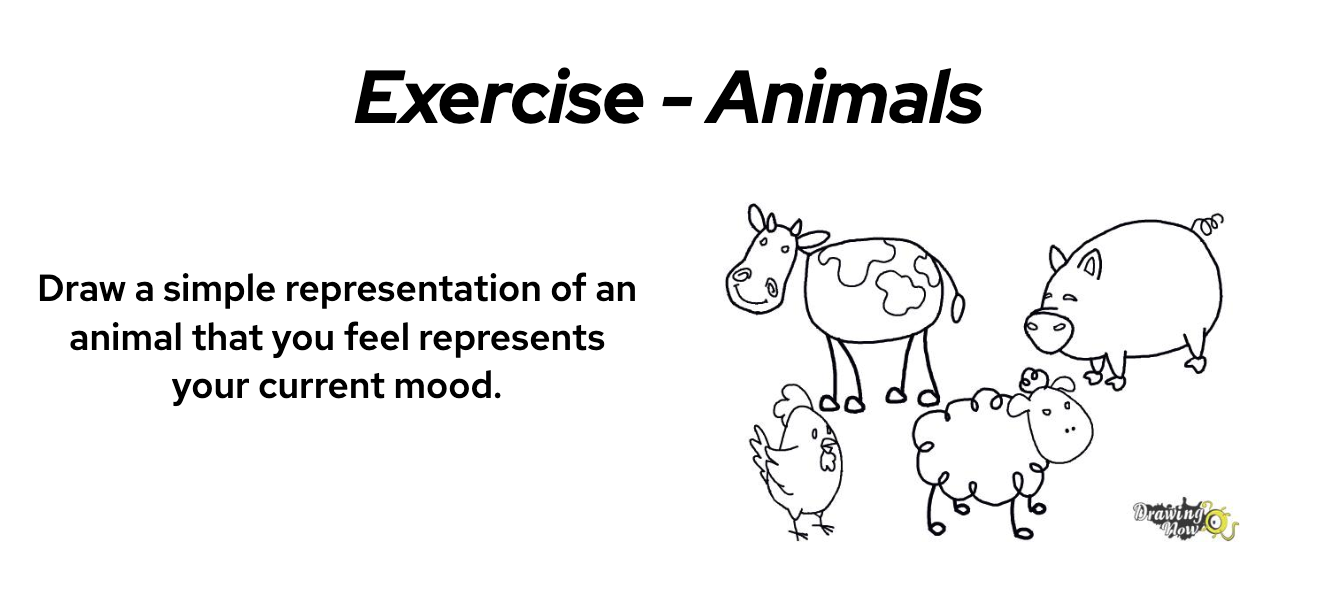 Exercise - Animals
Draw a simple representation of an
animal that you feel represents
your current mood.
Drawing
Now